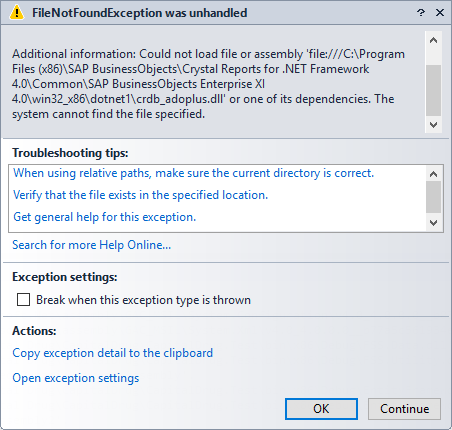 FileNotFoundException was unhandled
Additional information: Could not load file or assembly 'file:///C:\Program
Files (x86)\SAP BusinessObjects\Crystal Reports for .NET Framework
4.0\Common\SAP BusinessObjects Enterprise XI
4.0\win32_x86\dotnet1\crdb_adoplus.dll' or one of its dependencies. The
system cannot find the file specified.
Troubleshooting tips:
When using relative paths, make sure the current directory is correct.
Verify that the file exists in the specified location.
Get general help for this exception.
Search for more Help Online...
Exception settings:
Break when this exception type is thrown
Actions:
Copy exception detail to the clipboard
Open exception settings
OK
Continue